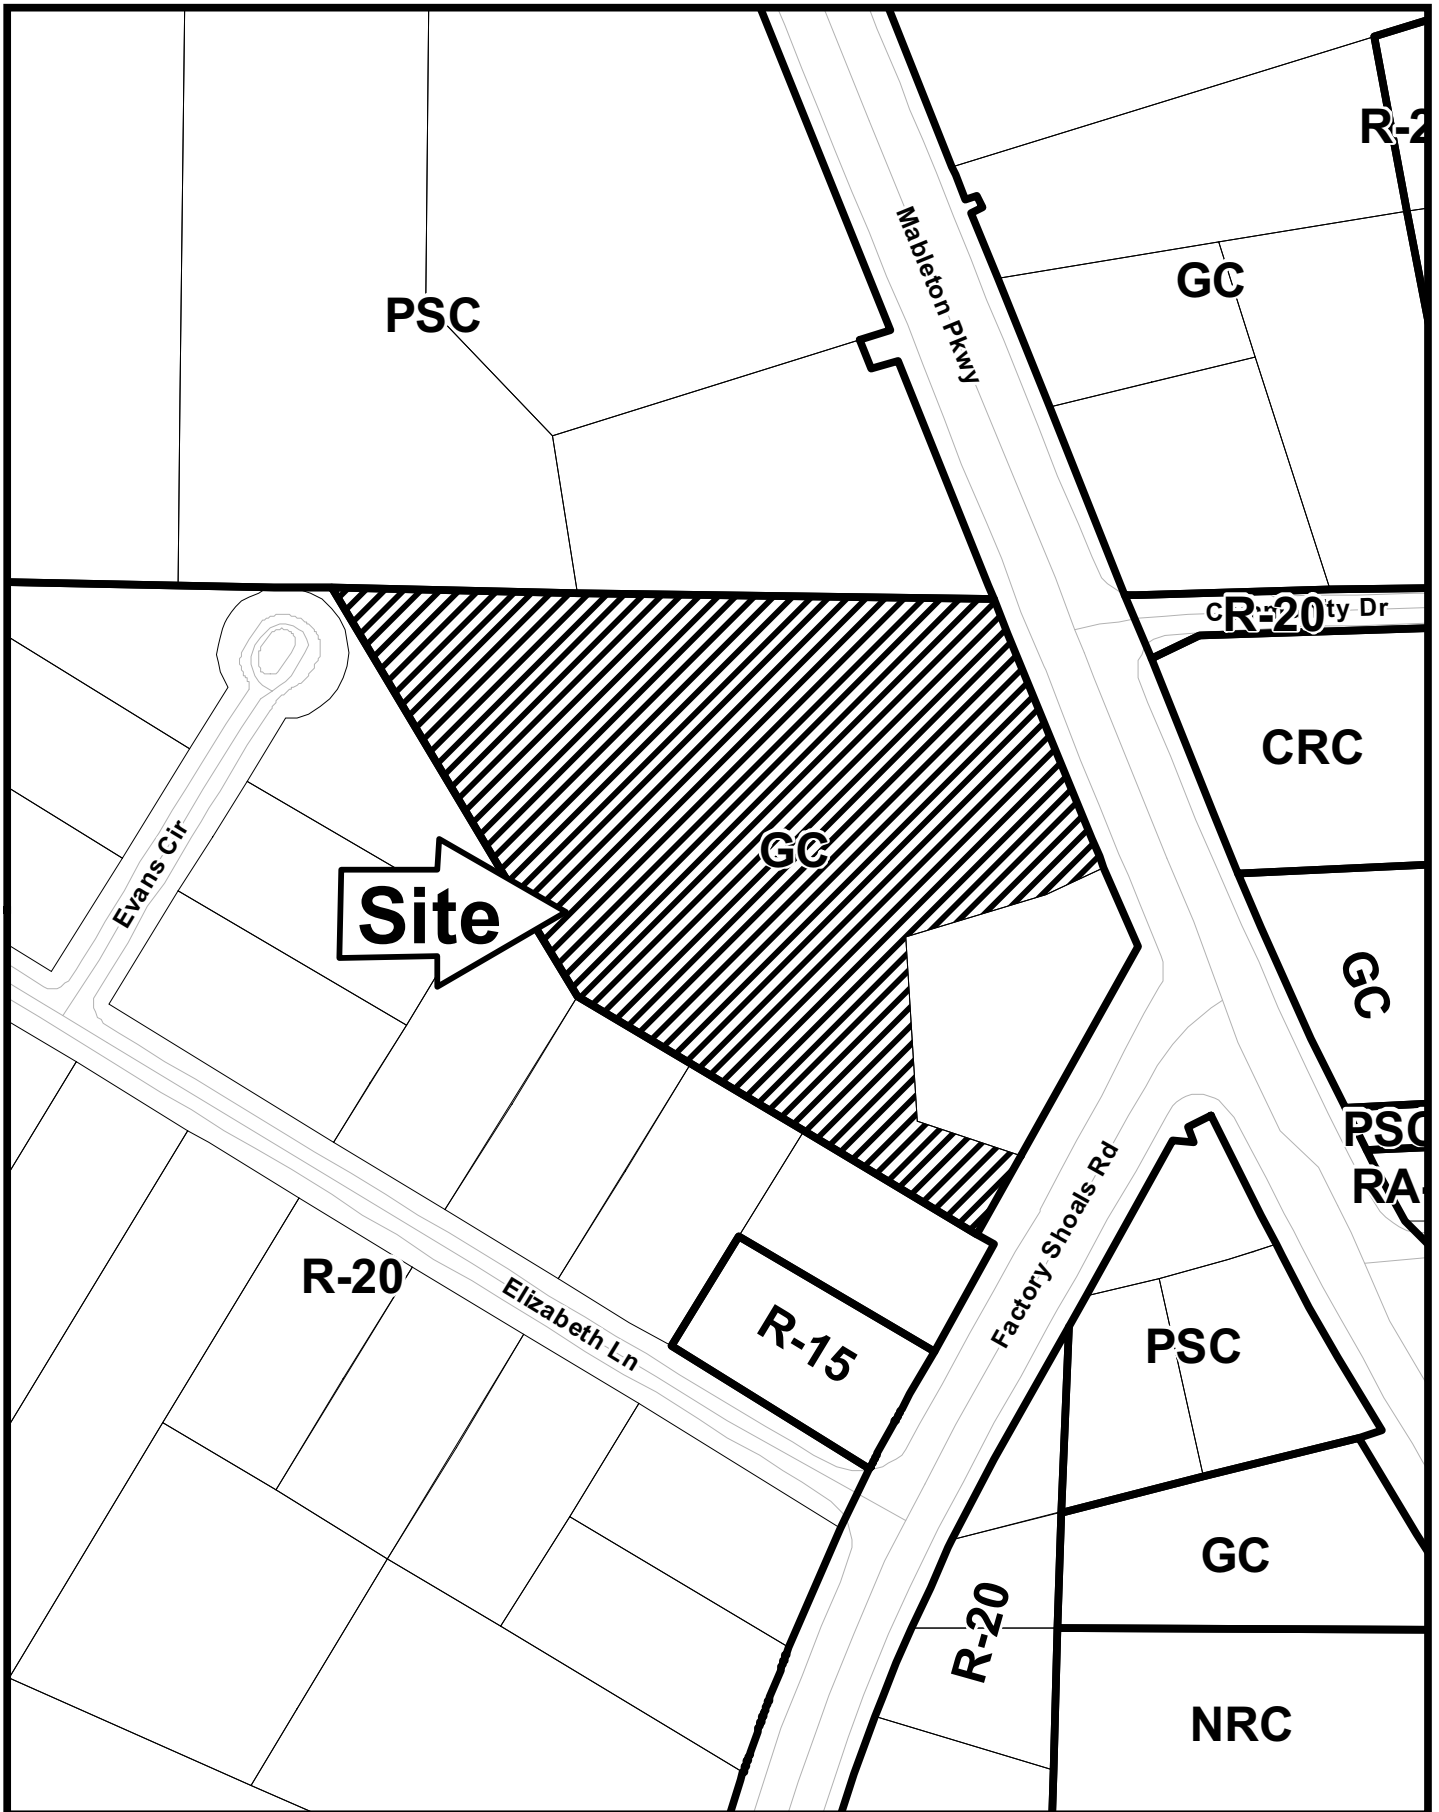 R-2
Mableton Pkwy
GC
PSC
R-20
Dr
CRC
GC
Evans Cir
Site
GC
PSC
RA-
Factory Shoals Rd
R-20
Elizabeth Ln
R-15
PSC
GC
R-20
NRC